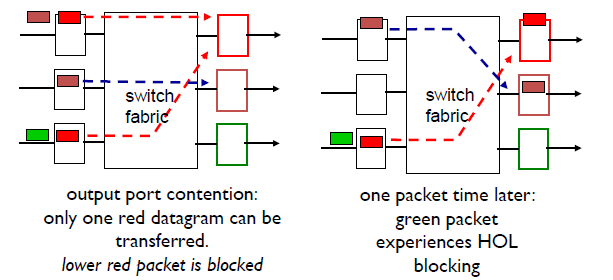 switch
fabric
output port contention:
only one red datagram can be
transferred.
lower red packet is blocked
switch
fabric
one packet time later:
green packet
experiences HOL
blocking